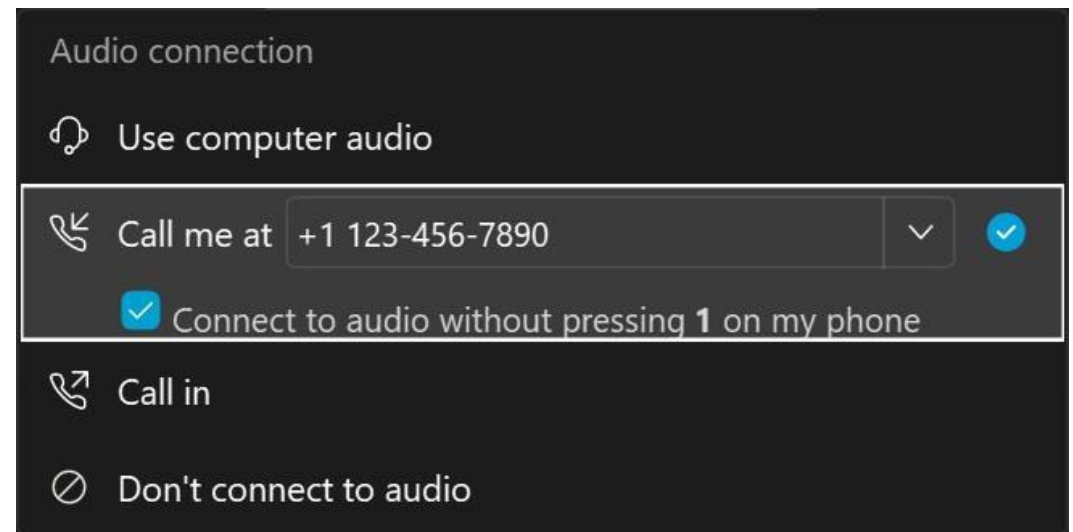 Audio connection
Use computer audio
Call me at +1 123-456-7890
Connect to audio without pressing 1 on my phone
Call in
Don't connect to audio